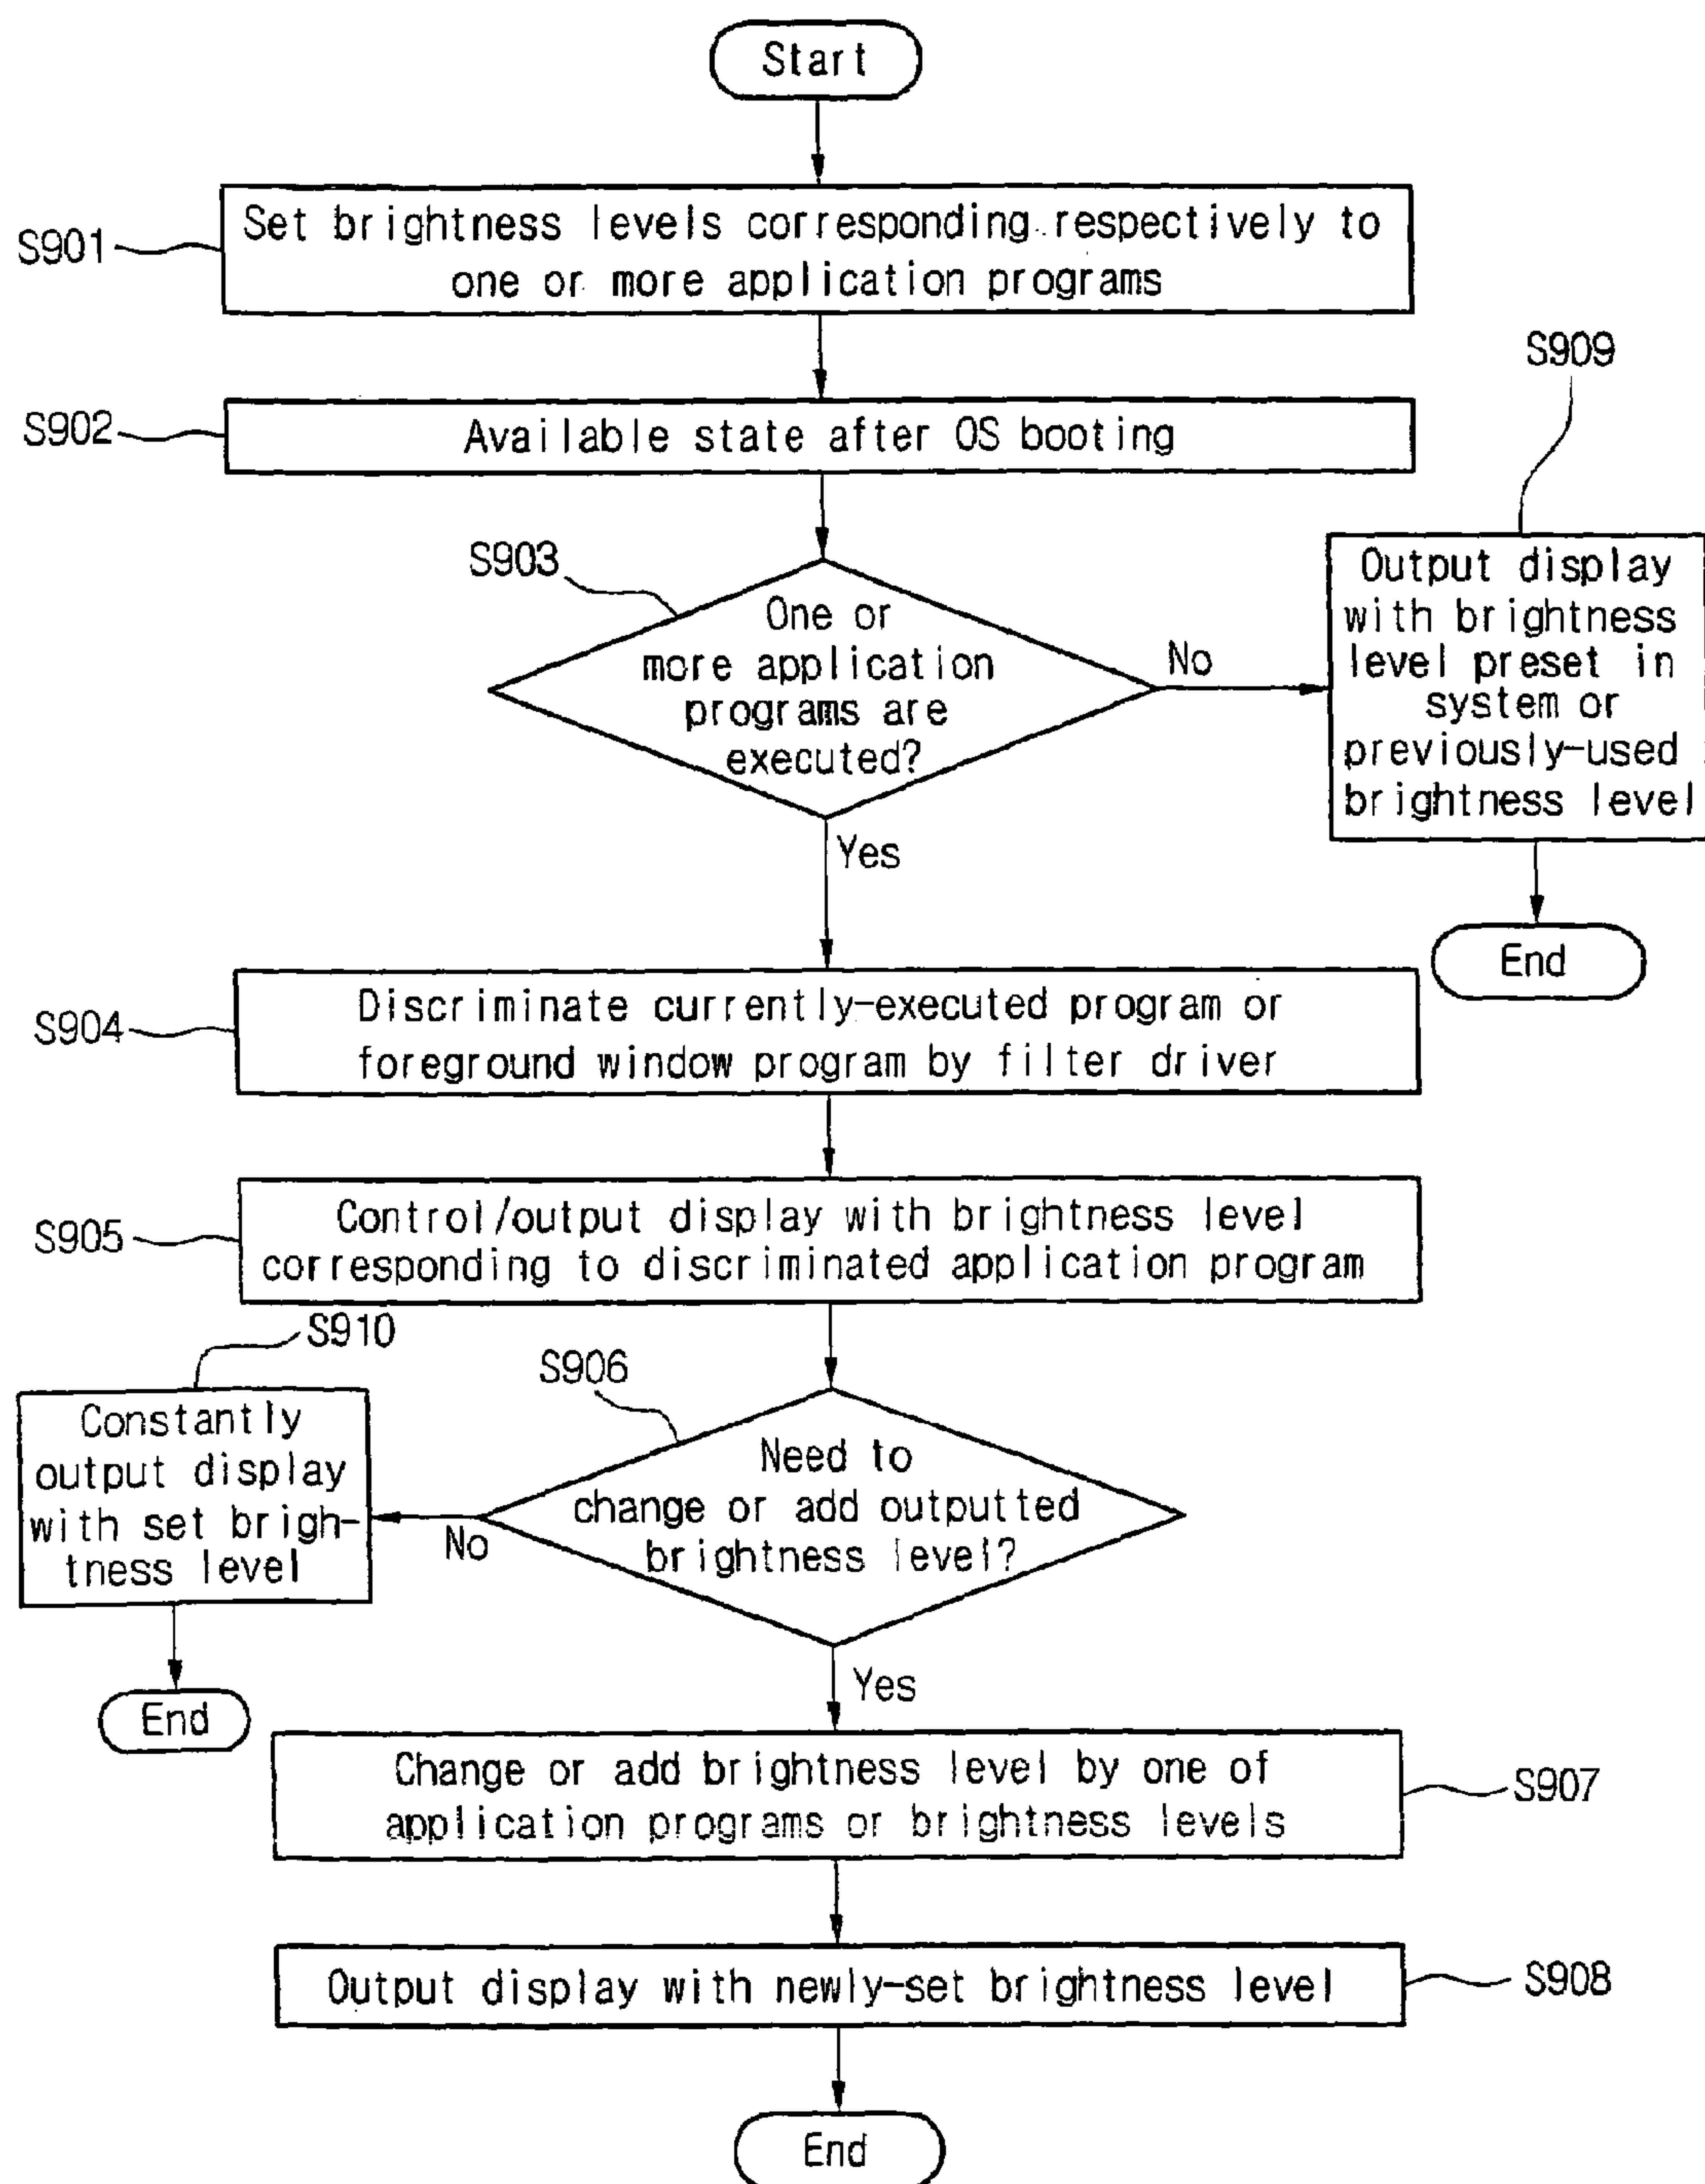 Start
S901
Set brightness levels corresponding respectively to
one or more application programs
S909
S902
Available state after OS booting
S903
One or
more application
programs are
executed?
No
Output display
with brightness
level preset in
system or
previously-used
brightness level
Yes
End
S904
Discriminate currently-executed program or
foreground window program by filter driver
S905
Control/output display with brightness level
corresponding to discriminated application program
S910
S906
Constantly
output display
with set brigh-
tness level
Need to
change or add outputted
brightness level?
No
End
Yes
Change or add brightness level by one of
application programs or brightness levels
S907
Output display with newly-set brightness level
S908
End